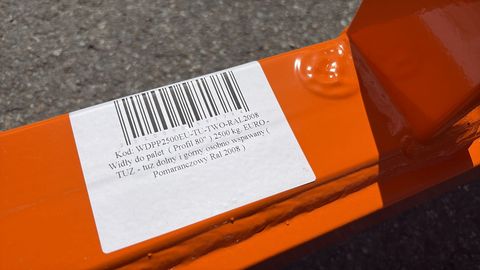 Kod: WDPP2500EU-TU-TWO-RAL2008
Widły do palet ( Profil 80" ) 2500 kg. EURO -
TUZ - tuz dolny i górny osobno wspawany (
Pomarańczowy Ral 2008 )